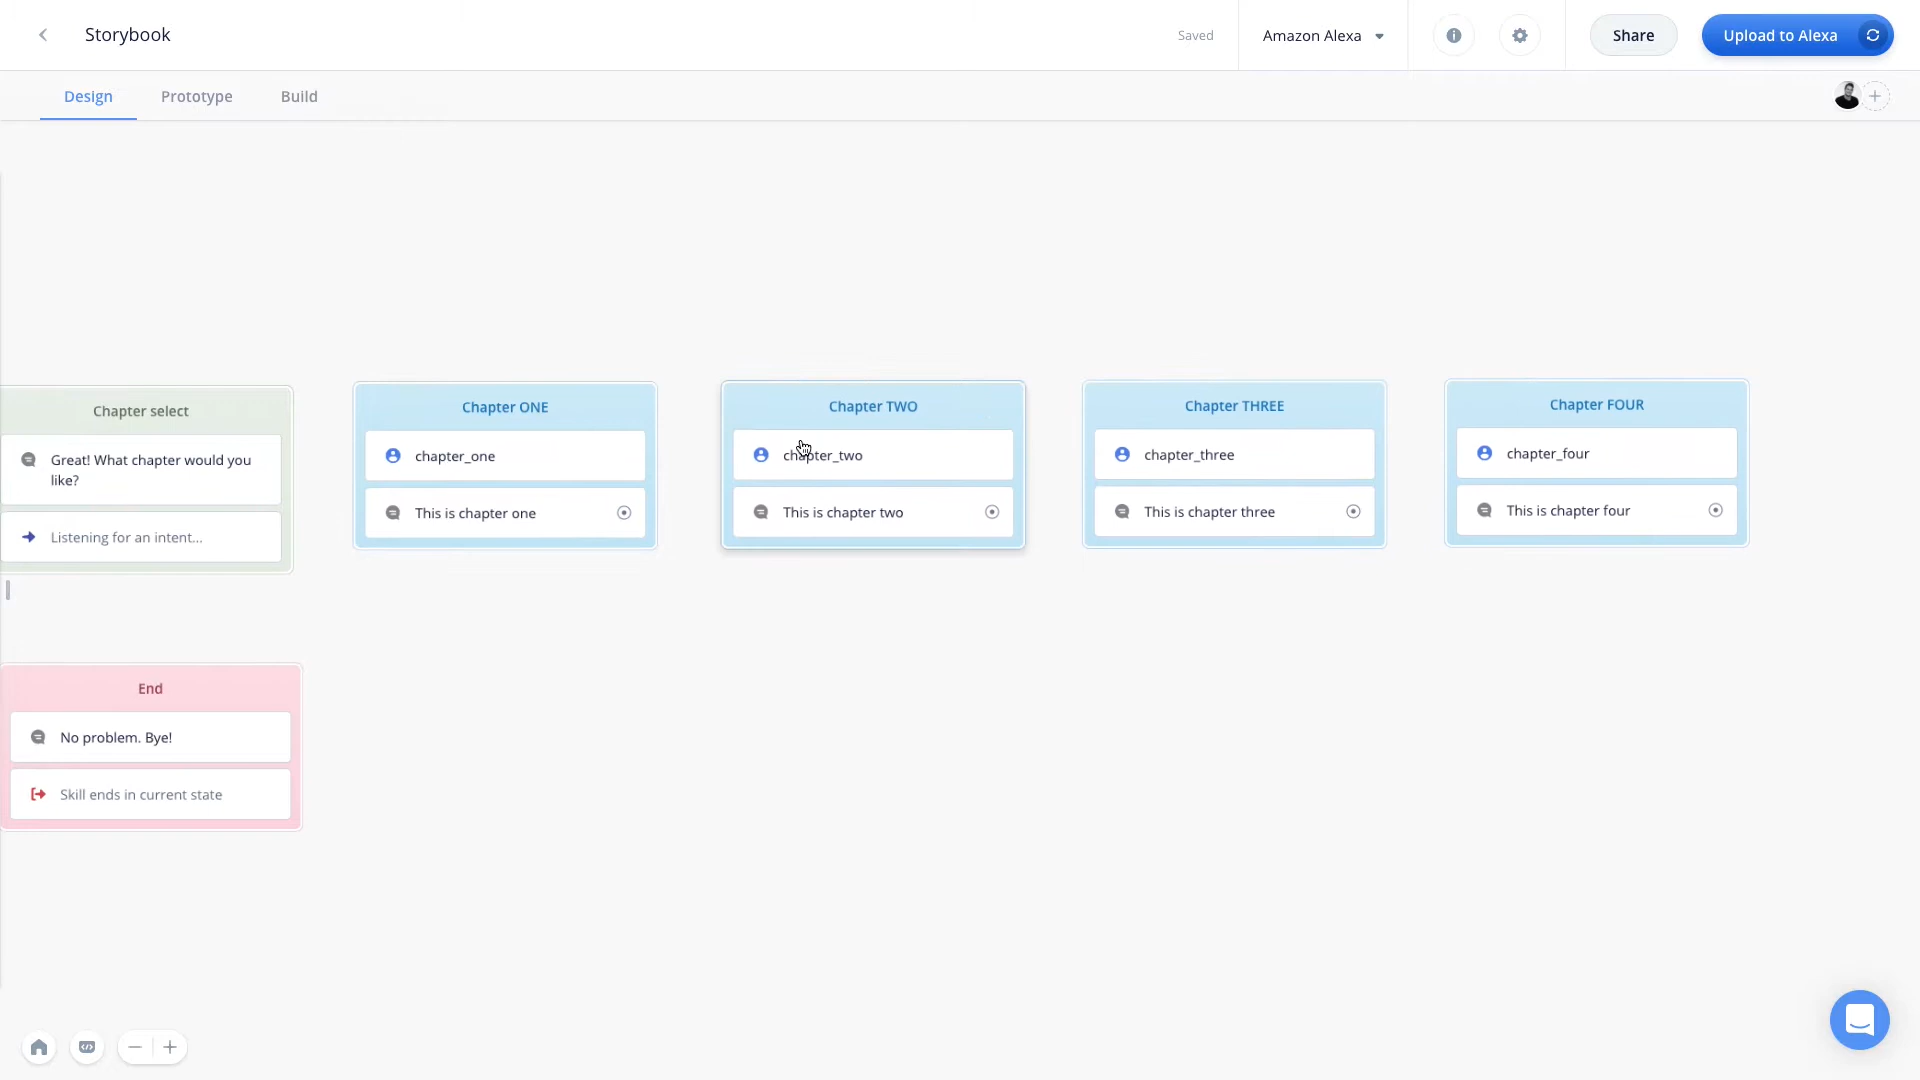 Storybook
Saved
Amazon Alexa
Share
Upload to Alexa
Design
Prototype
Build
Chapter select
Great! What chapter would you
like?
Listening for an intent...
Chapter ONE
chapter_one
This is chapter one
Chapter TWO
chapter_two
This is chapter two
Chapter THREE
chapter_three
This is chapter three
Chapter FOUR
chapter_four
This is chapter four
End
No problem. Bye!
Skill ends in current state